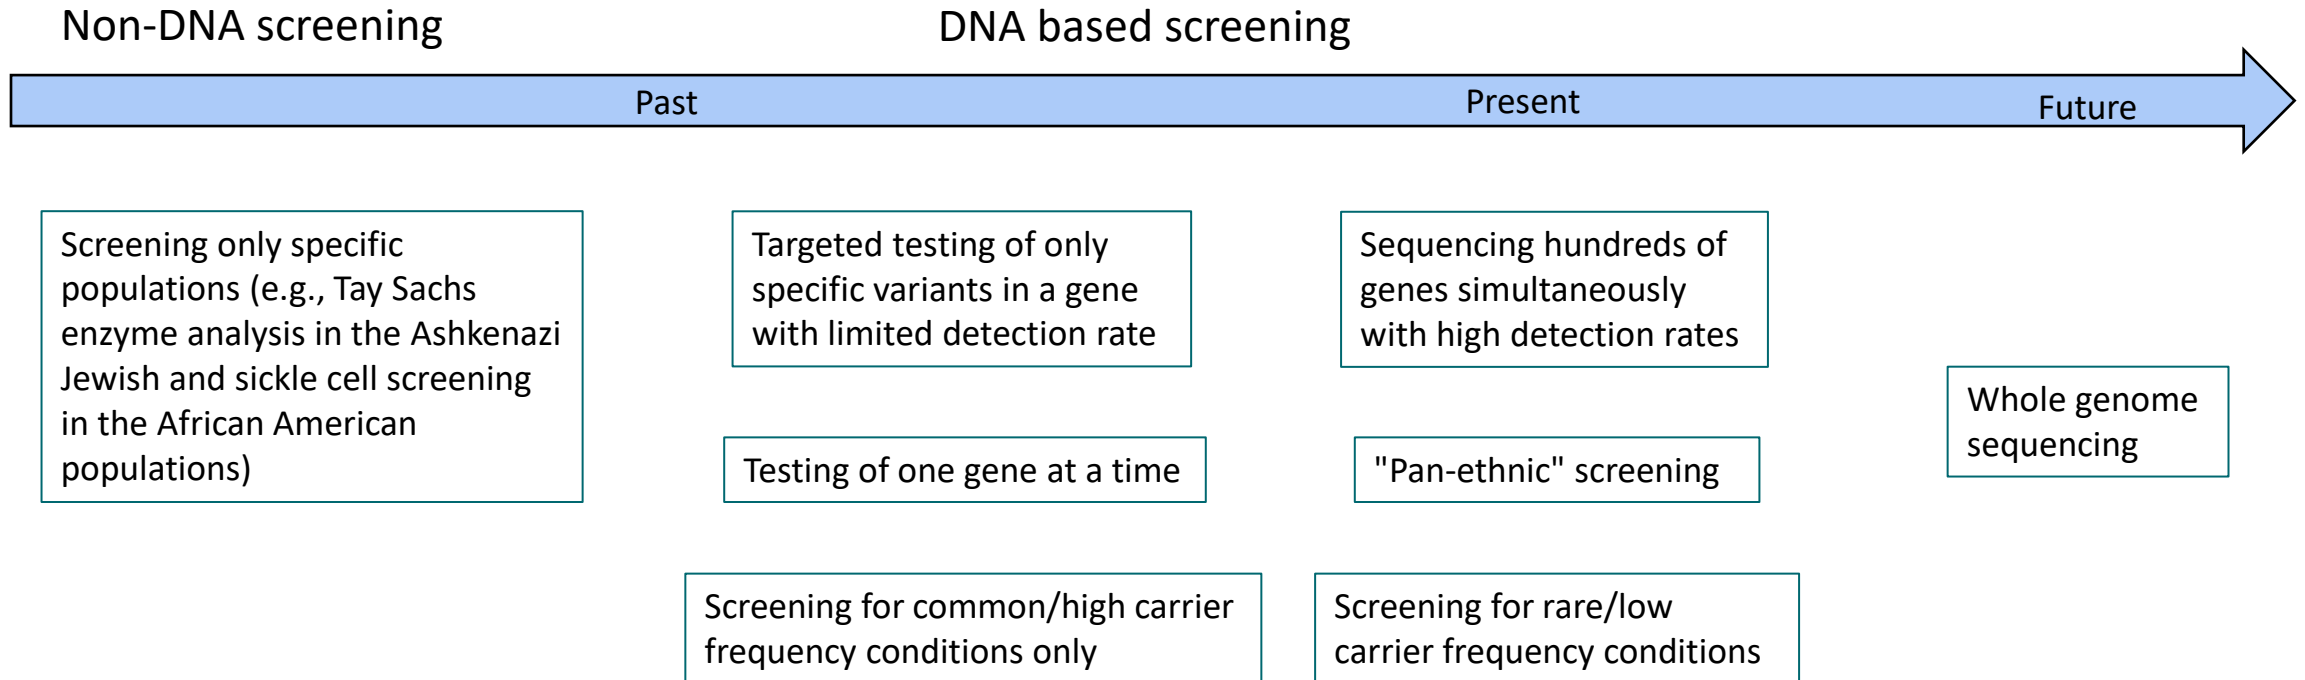 Non-DNA screening
DNA based screening
Past
Present
Future
Screening only specific
populations (e.g., Tay Sachs
enzyme analysis in the Ashkenazi
Jewish and sickle cell screening
in the African American
populations)
Targeted testing of only
specific variants in a gene
with limited detection rate
Testing of one gene at a time
Screening for common/high carrier
frequency conditions only
Sequencing hundreds of
genes simultaneously
with high detection rates
"Pan-ethnic" screening
Screening for rare/low
carrier frequency conditions
Whole genome
sequencing